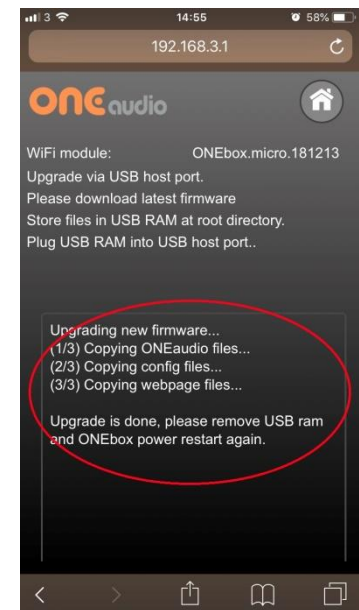 3 14:55 58%
192.168.3.1
ONE audio
WiFi module: ONEbox.micro.181213
Upgrade via USB host port.
Please download latest firmware
Store files in USB RAM at root directory.
Plug USB RAM into USB host port..
Upgrading new firmware...
(1/3) Copying ONEaudio files...
(2/3) Copying config files...
(3/3) Copying webpage files...
Upgrade is done, please remove USB ram
and ONEbox power restart again.